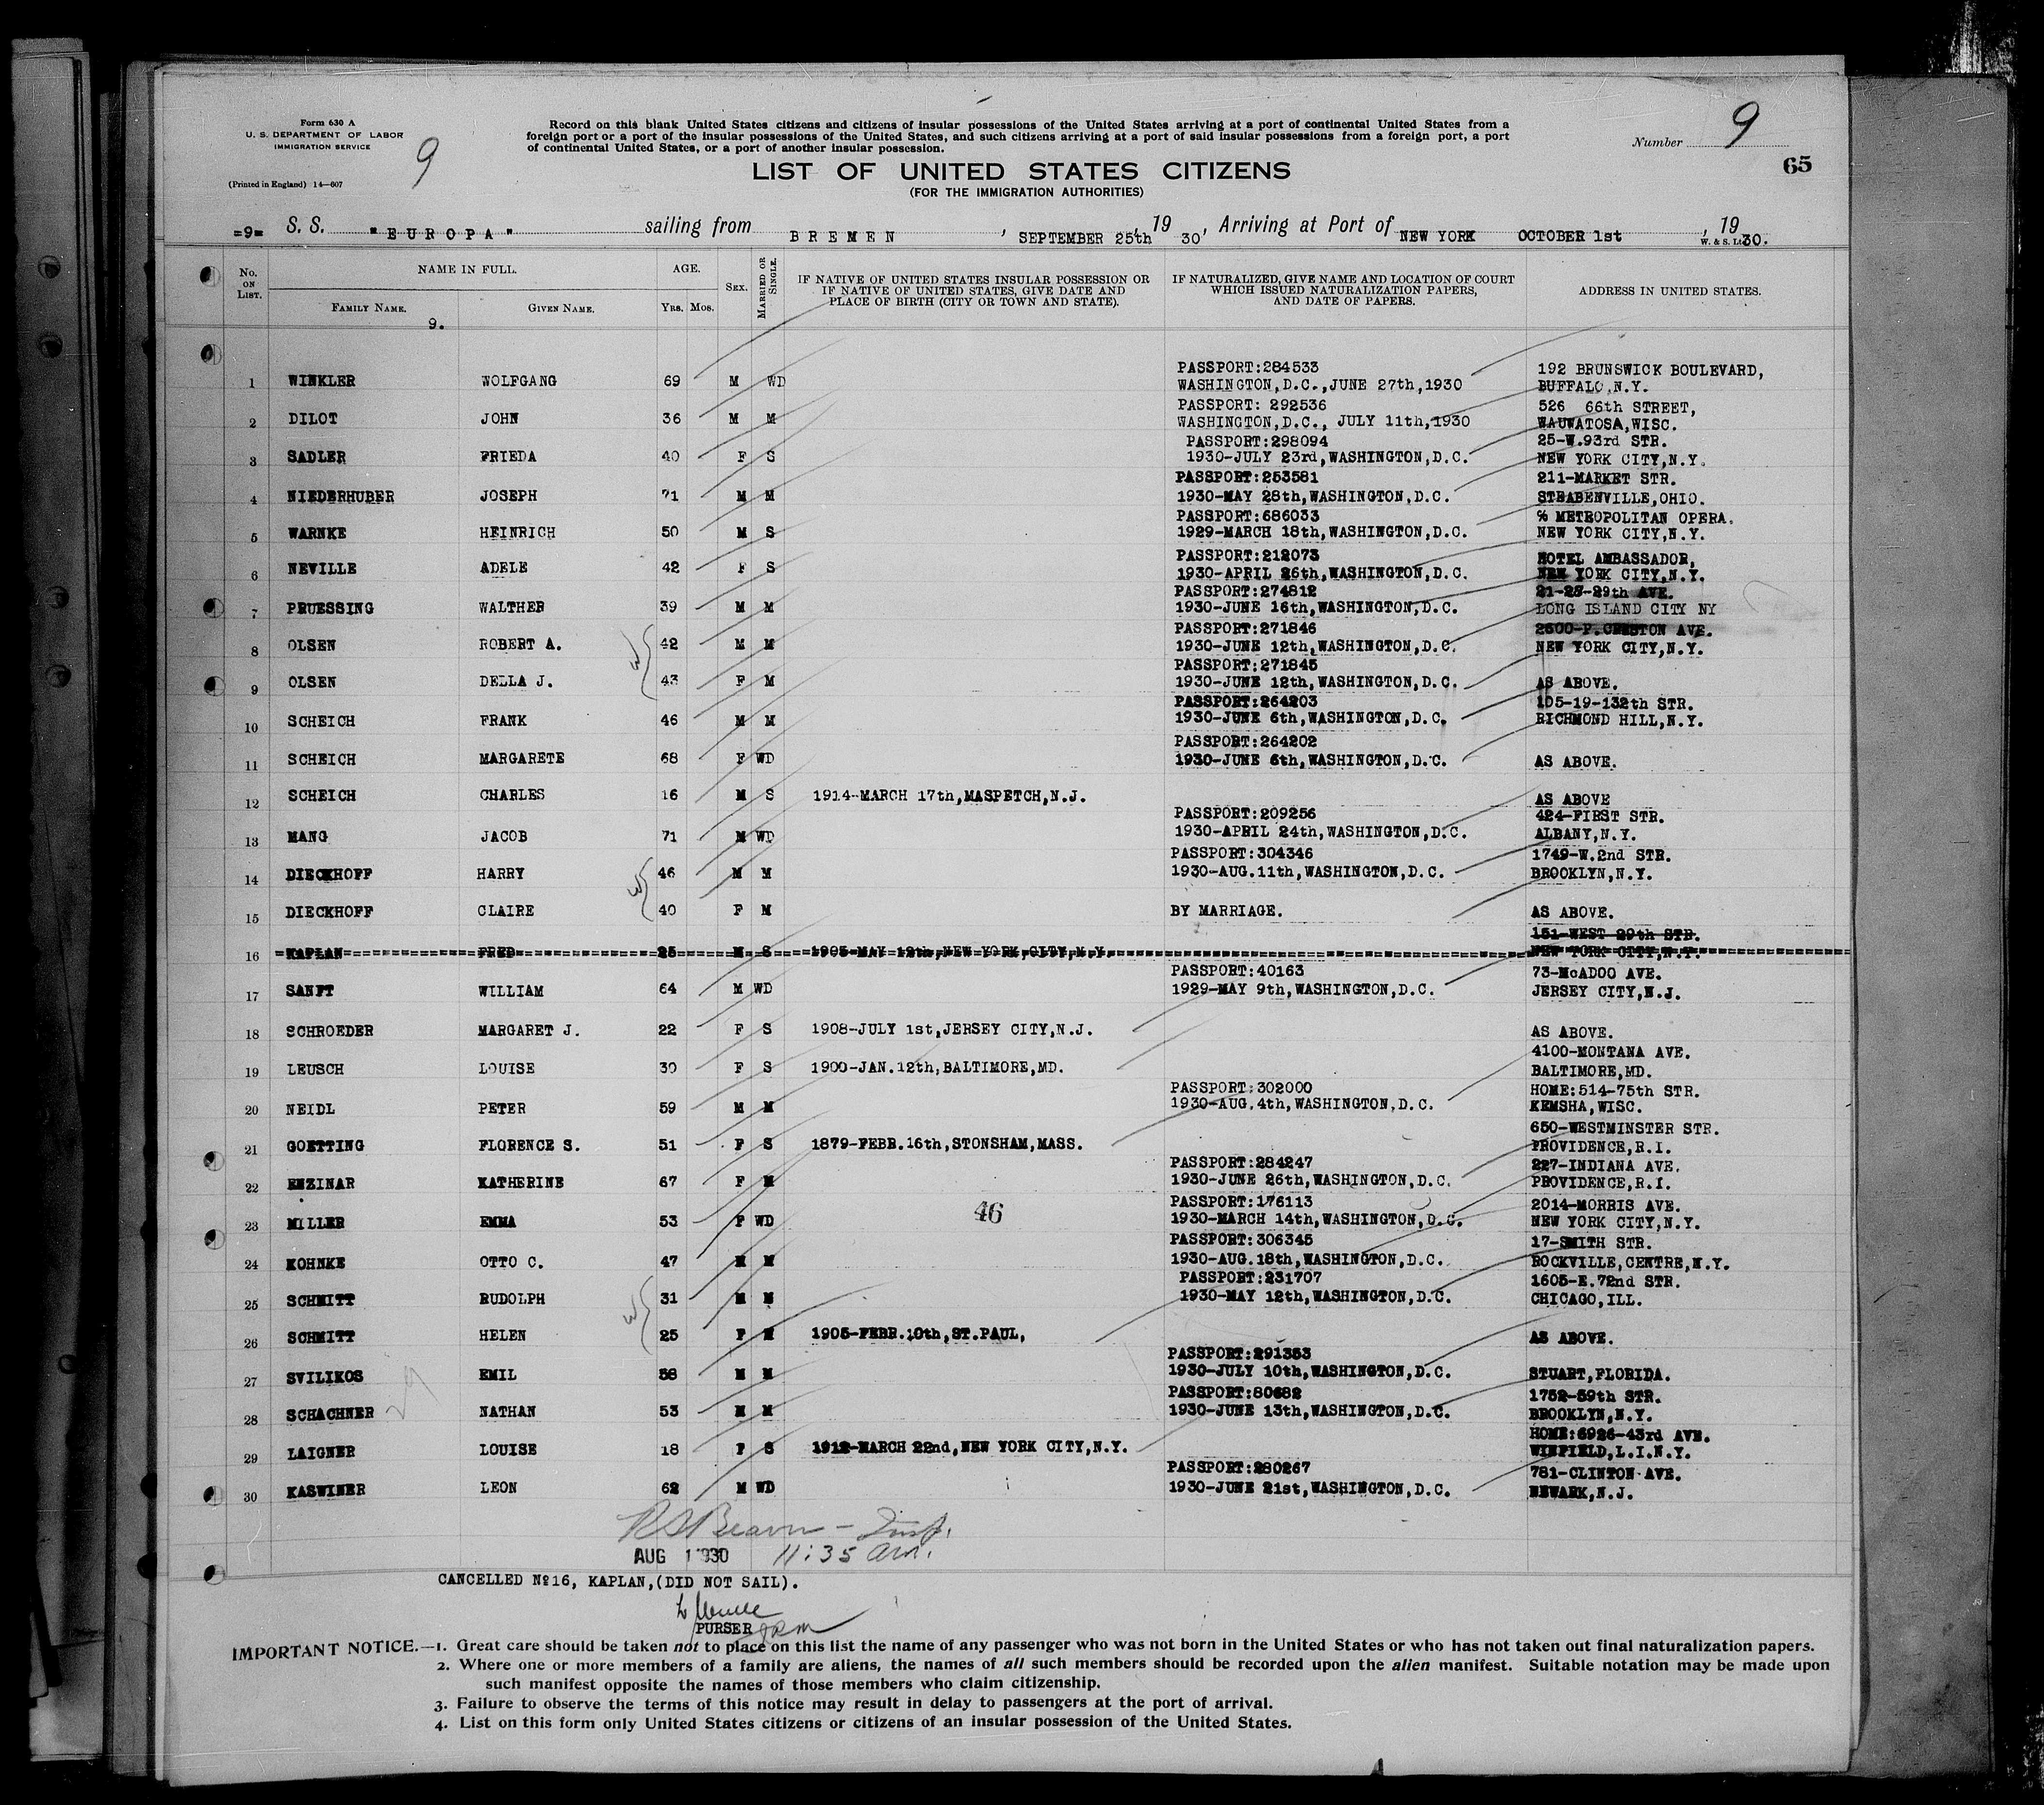 Form 630 A
U. S. DEPARTMENT OF LABOR
IMMIGRATION SERVICE
(Printed in England) 14—607
9
Record on this blank United States citizens and citizens of insular possessions of the United States arriving at a port of continental United States from a
foreign port or a port of the insular possessions of the United States, and such citizens arriving at a port of said insular possessions from a foreign port, a port
of continental United States, or a port of another insular possession.
Number 9
65
LIST OF UNITED STATES CITIZENS
(FOR THE IMMIGRATION AUTHORITIES)
=9= S. S. "EUROPA" sailing from BREMEN, SEPTEMBER 25th 1930, Arriving at Port of NEW YORK OCTOBER 1st, 1930.
W. & S. Ltd.
No. ON LIST. NAME IN FULL. AGE. SEX. MARRIED OR SINGLE. IF NATIVE OF UNITED STATES INSULAR POSSESSION OR IF NATIVE OF UNITED STATES, GIVE DATE AND PLACE OF BIRTH (CITY OR TOWN AND STATE). IF NATURALIZED, GIVE NAME AND LOCATION OF COURT WHICH ISSUED NATURALIZATION PAPERS, AND DATE OF PAPERS. ADDRESS IN UNITED STATES.
FAMILY NAME. GIVEN NAME. YRS. MOS.
9.
PASSPORT:284533 192 BRUNSWICK BOULEVARD,
1 WINKLER WOLFGANG 69 M WD WASHINGTON,D.C.,JUNE 27th,1930 BUFFALO,N.Y.
PASSPORT: 292536 526 66th STREET,
2 DILOT JOHN 36 M M WASHINGTON,D.C., JULY 11th,1930 WAUWATOSA,WISC.
PASSPORT:298094 25-W.93rd STR.
3 SADLER FRIEDA 40 F S 1930-JULY 23rd,WASHINGTON,D.C. NEW YORK CITY,N.Y.
PASSPORT:253581 211-MARKET STR.
4 NIEDERHUBER JOSEPH 71 M M 1930-MAY 28th,WASHINGTON,D.C. STEABENVILLE,OHIO.
PASSPORT:686033 % METROPOLITAN OPERA.
5 WARNKE HEINRICH 50 M S 1929-MARCH 18th,WASHINGTON,D.C. NEW YORK CITY,N.Y.
PASSPORT:212073 HOTEL AMBASSADOR,
6 NEVILLE ADELE 42 F S 1930-APRIL 26th,WASHINGTON,D.C. NEW YORK CITY,N.Y.
PASSPORT:274812 21-28-29th AVE.
7 PRUESSING WALTHER 39 M M 1930-JUNE 16th,WASHINGTON,D.C. LONG ISLAND CITY NY
PASSPORT:271846 2600-P.CRESTON AVE.
8 OLSEN ROBERT A. 42 M M 1930-JUNE 12th,WASHINGTON,D.C. NEW YORK CITY,N.Y.
PASSPORT:271845
9 OLSEN DELLA J. 43 F M 1930-JUNE 12th,WASHINGTON,D.C. AS ABOVE.
PASSPORT:264203 105-19-132th STR.
10 SCHEICH FRANK 46 M M 1930-JUNE 6th,WASHINGTON,D.C. RICHMOND HILL,N.Y.
PASSPORT:264202
11 SCHEICH MARGARETE 68 F WD 1930-JUNE 6th,WASHINGTON,D.C. AS ABOVE.
12 SCHEICH CHARLES 16 M S 1914-MARCH 17th,MASPETCH,N.J. AS ABOVE
PASSPORT:209256 424-FIRST STR.
13 MANG JACOB 71 M WD 1930-APRIL 24th,WASHINGTON,D.C. ALBANY,N.Y.
PASSPORT:304346 1749-W.2nd STR.
14 DIECKHOFF HARRY 46 M M 1930-AUG.11th,WASHINGTON,D.C. BROOKLYN,N.Y.
15 DIECKHOFF CLAIRE 40 F M BY MARRIAGE. AS ABOVE.
151-WEST 29th STR.
16 KAPLAN FRED 25 M S 1905-MAY 12th,NEW YORK CITY,N.Y. NEW YORK CITY,N.Y.
PASSPORT:40163 73-McADOO AVE.
17 SANFT WILLIAM 64 M WD 1929-MAY 9th,WASHINGTON,D.C. JERSEY CITY,N.J.
18 SCHROEDER MARGARET J. 22 F S 1908-JULY 1st,JERSEY CITY,N.J. AS ABOVE.
4100-MONTANA AVE.
19 LEUSCH LOUISE 30 F S 1900-JAN.12th,BALTIMORE,MD. BALTIMORE,MD.
PASSPORT:302000 HOME:514-75th STR.
20 NEIDL PETER 59 M M 1930-AUG.4th,WASHINGTON,D.C. KEMSHA,WISC.
650-WESTMINSTER STR.
21 GOETTING FLORENCE S. 51 F S 1879-FEBR.16th,STONSHAM,MASS. PROVIDENCE,R.I.
PASSPORT:284247 227-INDIANA AVE.
22 ENZINAR KATHERINE 67 F M 1930-JUNE 26th,WASHINGTON,D.C. PROVIDENCE,R.I.
PASSPORT:176113 2014-MORRIS AVE.
23 MILLER EMMA 53 F WD 46 1930-MARCH 14th,WASHINGTON,D.C. NEW YORK CITY,N.Y.
PASSPORT:306345 17-SMITH STR.
24 KOHNKE OTTO C. 47 M M 1930-AUG.18th,WASHINGTON,D.C. ROCKVILLE,CENTRE,N.Y.
PASSPORT:231707 1605-E.72nd STR.
25 SCHMITT RUDOLPH 31 M M 1930-MAY 12th,WASHINGTON,D.C. CHICAGO,ILL.
26 SCHMITT HELEN 25 F M 1905-FEBR.10th,ST.PAUL, AS ABOVE.
PASSPORT:291353
27 SVILIKOS EMIL 58 M M 1930-JULY 10th,WASHINGTON,D.C. STUART,FLORIDA.
PASSPORT:80682 1752-59th STR.
28 SCHACHNER NATHAN 53 M M 1930-JUNE 13th,WASHINGTON,D.C. BROOKLYN,N.Y.
HOME:6926-43rd AVE.
29 LAIGNER LOUISE 18 F S 1912-MARCH 22nd,NEW YORK CITY,N.Y. WINFIELD,L.I.N.Y.
PASSPORT:280267 781-CLINTON AVE.
30 KASWINER LEON 62 M WD 1930-JUNE 21st,WASHINGTON,D.C. NEWARK,N.J.
Insp.
AUG 1 1930 11:35 am.
CANCELLED Nº16, KAPLAN,(DID NOT SAIL).
PURSER
IMPORTANT NOTICE.—1. Great care should be taken not to place on this list the name of any passenger who was not born in the United States or who has not taken out final naturalization papers.
2. Where one or more members of a family are aliens, the names of all such members should be recorded upon the alien manifest. Suitable notation may be made upon
such manifest opposite the names of those members who claim citizenship.
3. Failure to observe the terms of this notice may result in delay to passengers at the port of arrival.
4. List on this form only United States citizens or citizens of an insular possession of the United States.